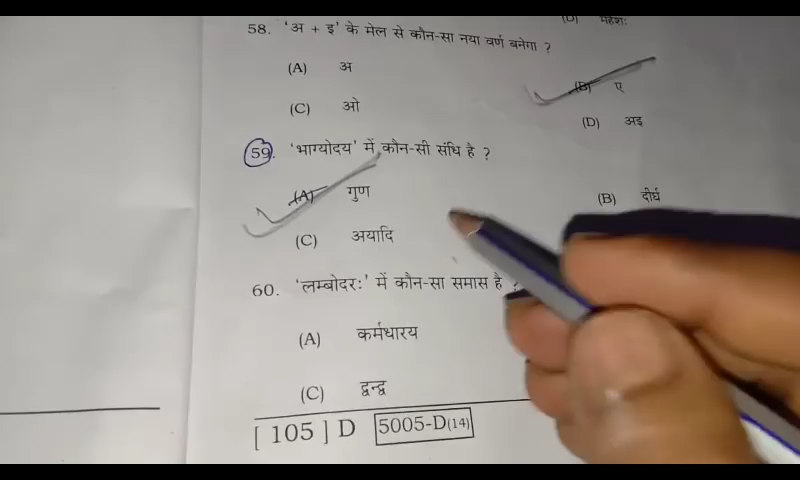 (D) महेशः
58. 'अ + इ' के मेल से कौन-सा नया वर्ण बनेगा ?
(A) अ
(B) ए
(C) ओ
(D) अइ
59. 'भाग्योदय' में कौन-सी संधि है ?
(A) गुण
(B) दीर्घ
(C) अयादि
60. 'लम्बोदरः' में कौन-सा समास है ?
(A) कर्मधारय
(C) द्वन्द्व
[ 105 ] D 5005-D(14)